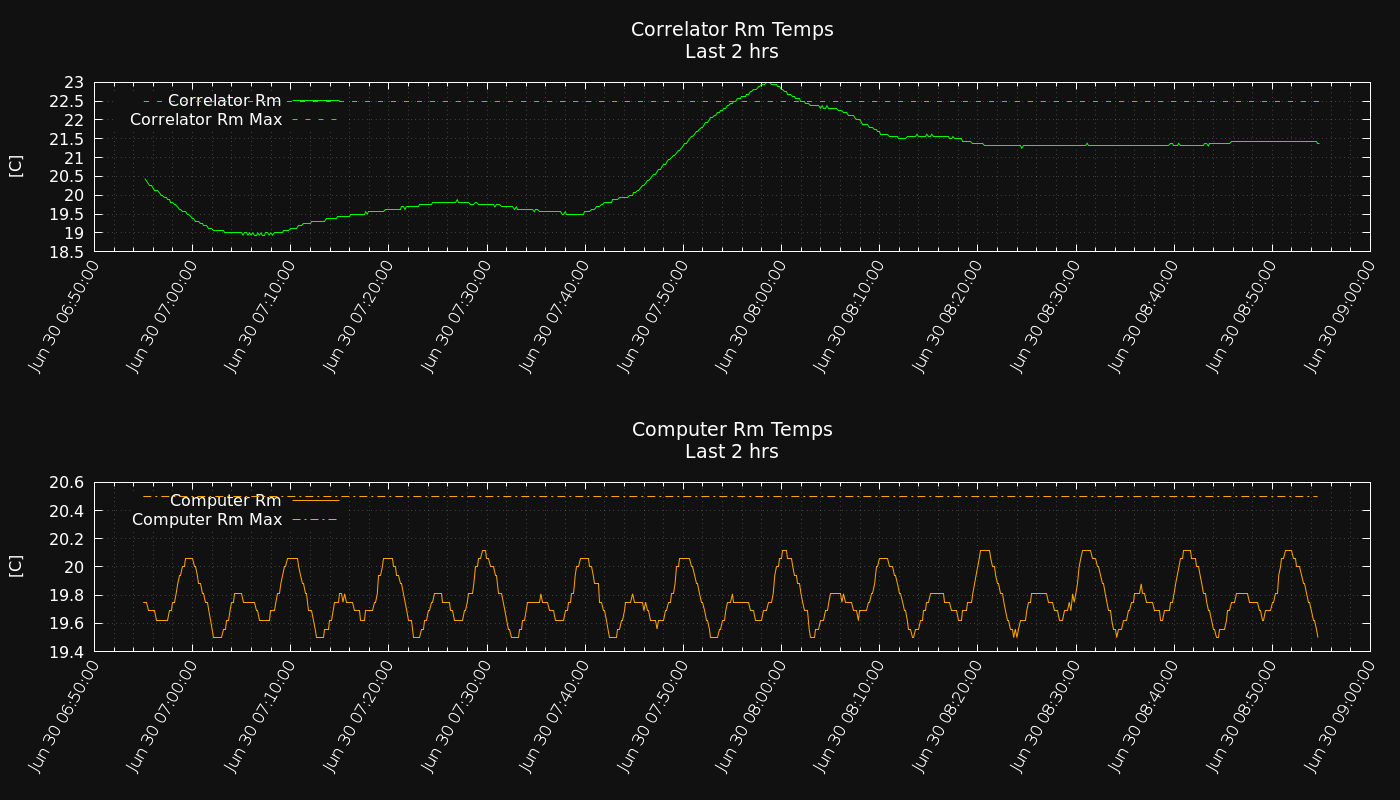 Correlator Rm Temps
Last 2 hrs
[C]
23
22.5
22
21.5
21
20.5
20
19.5
19
18.5
Correlator Rm
Correlator Rm Max
Jun 30 06:50:00
Jun 30 07:00:00
Jun 30 07:10:00
Jun 30 07:20:00
Jun 30 07:30:00
Jun 30 07:40:00
Jun 30 07:50:00
Jun 30 08:00:00
Jun 30 08:10:00
Jun 30 08:20:00
Jun 30 08:30:00
Jun 30 08:40:00
Jun 30 08:50:00
Jun 30 09:00:00
Computer Rm Temps
Last 2 hrs
[C]
20.6
20.4
20.2
20
19.8
19.6
19.4
Computer Rm
Computer Rm Max
Jun 30 06:50:00
Jun 30 07:00:00
Jun 30 07:10:00
Jun 30 07:20:00
Jun 30 07:30:00
Jun 30 07:40:00
Jun 30 07:50:00
Jun 30 08:00:00
Jun 30 08:10:00
Jun 30 08:20:00
Jun 30 08:30:00
Jun 30 08:40:00
Jun 30 08:50:00
Jun 30 09:00:00